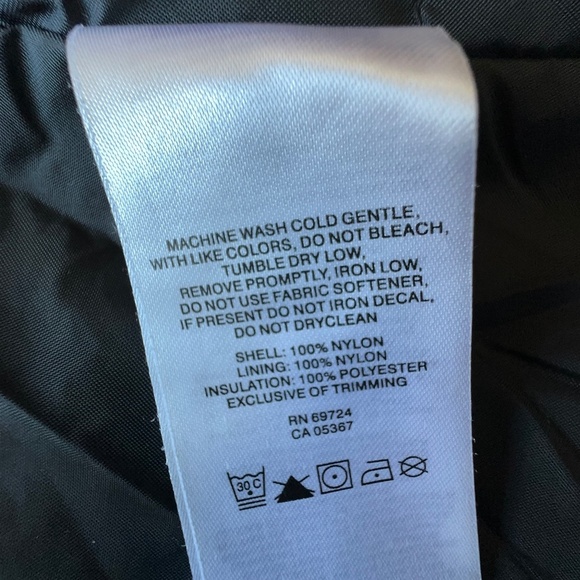 MACHINE WASH COLD GENTLE,
WITH LIKE COLORS, DO NOT BLEACH,
TUMBLE DRY LOW,
REMOVE PROMPTLY, IRON LOW,
DO NOT USE FABRIC SOFTENER,
IF PRESENT DO NOT IRON DECAL,
DO NOT DRYCLEAN
SHELL: 100% NYLON
LINING: 100% NYLON
INSULATION: 100% POLYESTER
EXCLUSIVE OF TRIMMING
RN 69724
CA 05367
30 C